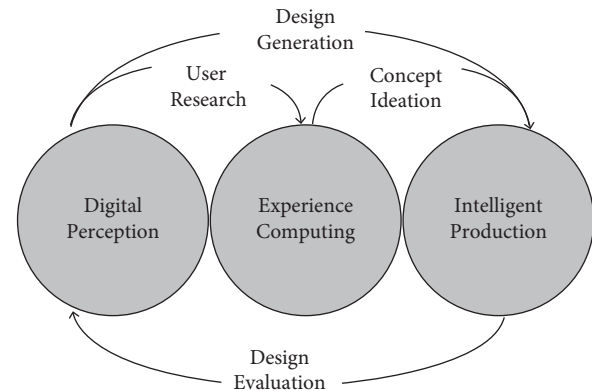 Design
Generation
User
Research
Concept
Ideation
Digital
Perception
Experience
Computing
Intelligent
Production
Design
Evaluation